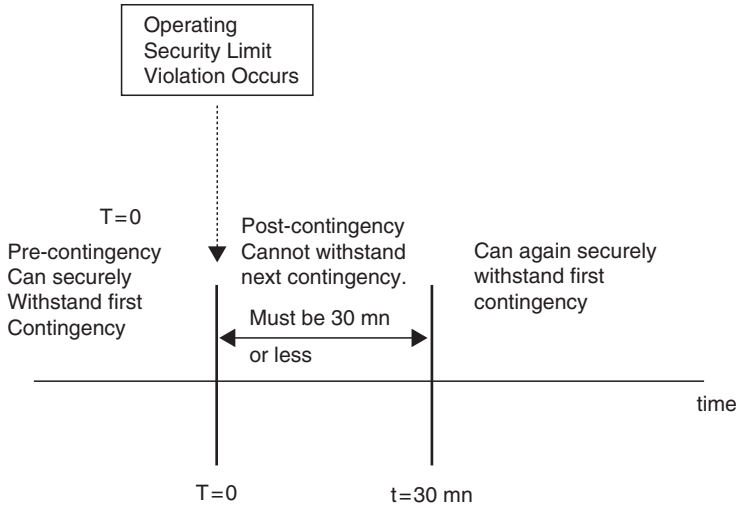 Operating
Security Limit
Violation Occurs
T=0
Pre-contingency
Can securely
Withstand first
Contingency
Post-contingency
Cannot withstand
next contingency.
Must be 30 mn
or less
Can again securely
withstand first
contingency
time
T=0
t=30 mn